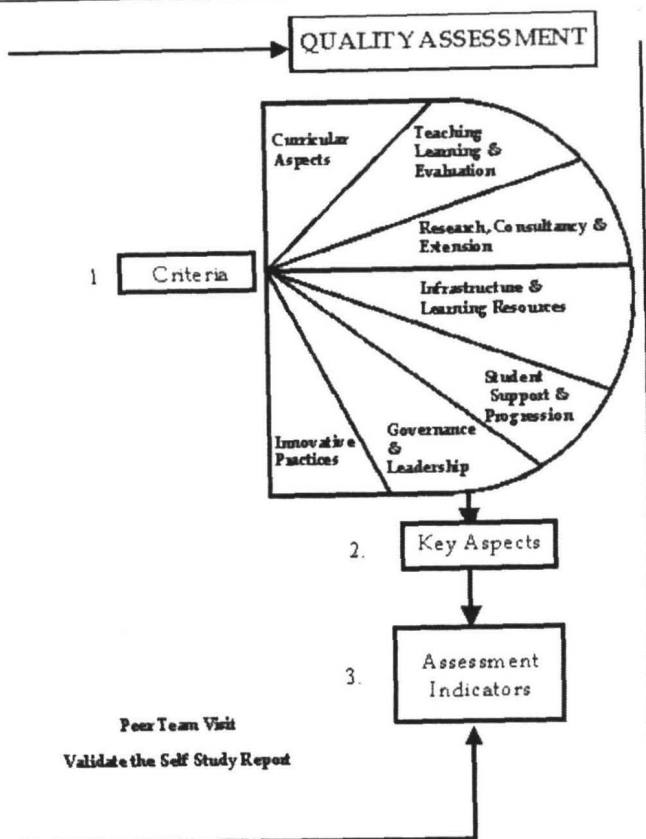 QUALITY ASSESSMENT
Curricular
Aspects
Teaching
Learning &
Evaluation
Research, Consultancy &
Extension
1 Criteria
Infrastructure &
Learning Resources
Student
Support &
Progression
Governance
&
Leadership
Innovative
Practices
2. Key Aspects
3. Assessment
Indicators
Peer Team Visit
Validate the Self Study Report